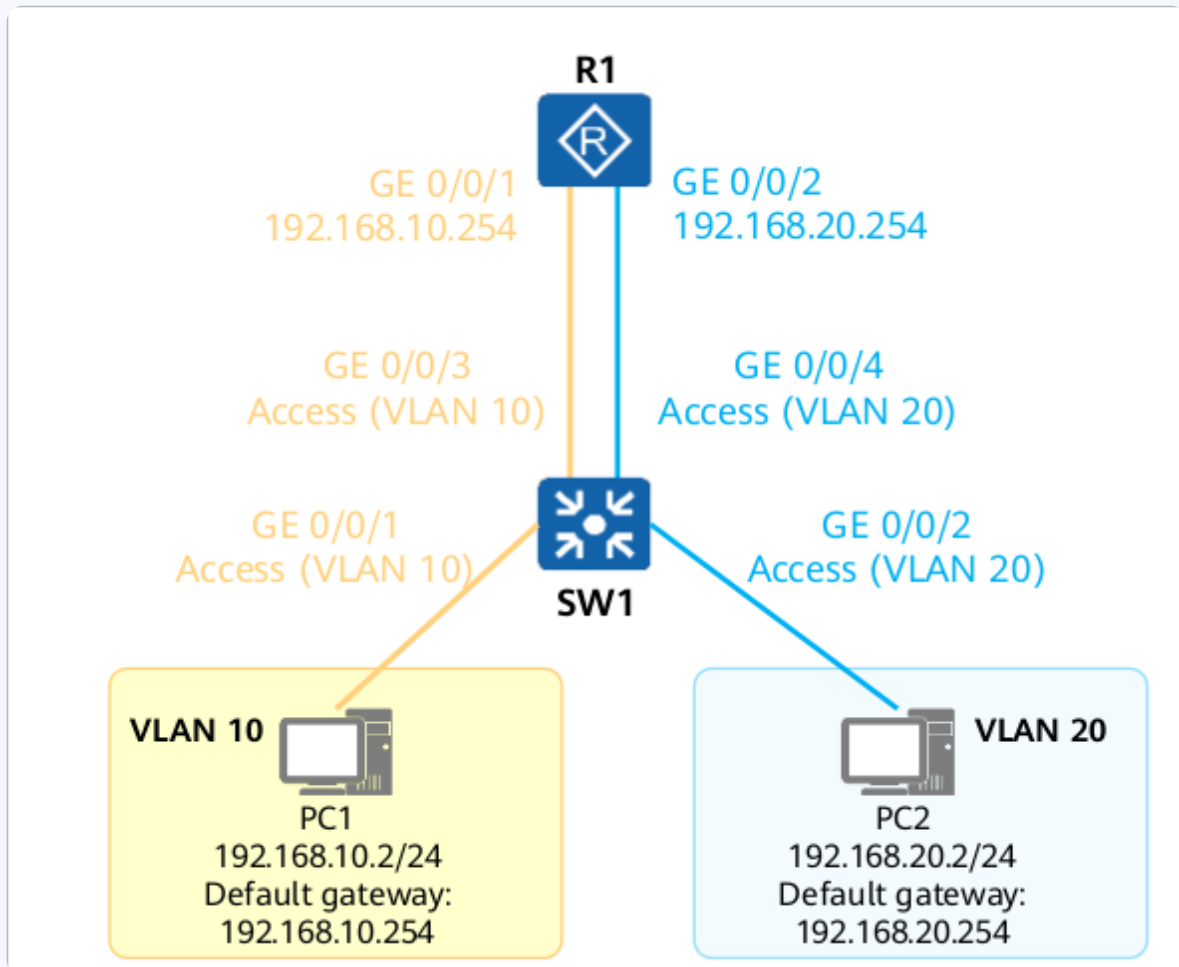 R1
R
GE 0/0/1
192.168.10.254
GE 0/0/2
192.168.20.254
GE 0/0/3
Access (VLAN 10)
GE 0/0/4
Access (VLAN 20)
GE 0/0/1
Access (VLAN 10)
GE 0/0/2
Access (VLAN 20)
SW1
VLAN 10
PC1
192.168.10.2/24
Default gateway:
192.168.10.254
VLAN 20
PC2
192.168.20.2/24
Default gateway:
192.168.20.254